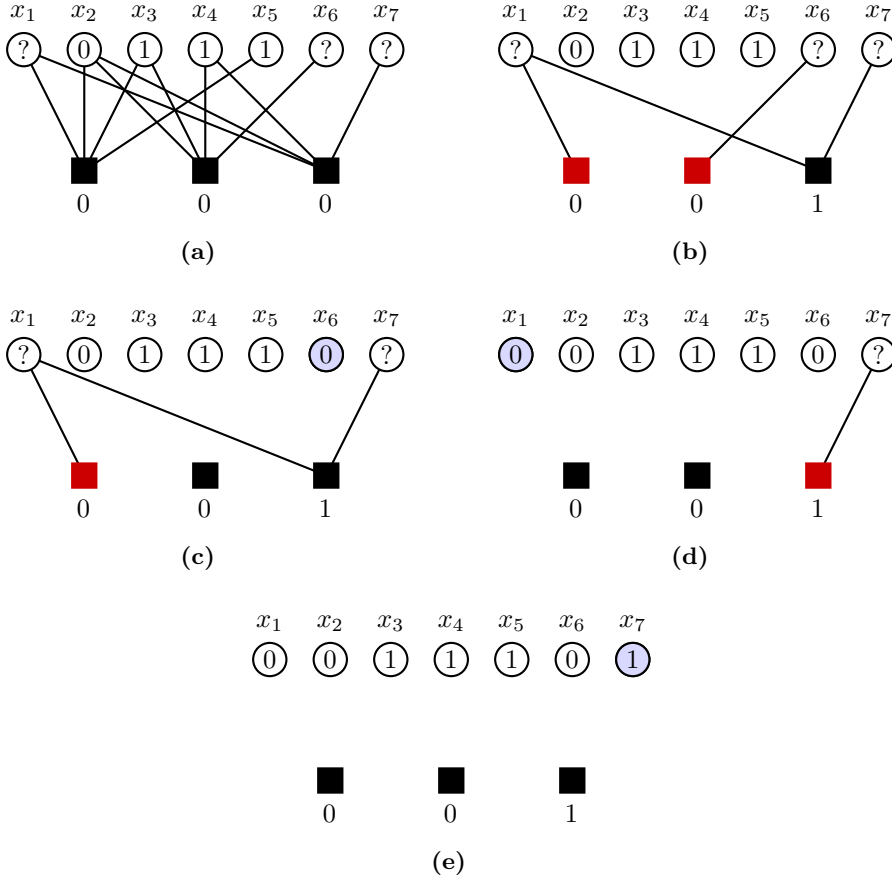 x₁ x₂ x₃ x₄ x₅ x₆ x₇
? 0 1 1 1 ? ?
0 0 0
(a)
x₁ x₂ x₃ x₄ x₅ x₆ x₇
? 0 1 1 1 ? ?
0 0 1
(b)
x₁ x₂ x₃ x₄ x₅ x₆ x₇
? 0 1 1 1 0 ?
0 0 1
(c)
x₁ x₂ x₃ x₄ x₅ x₆ x₇
0 0 1 1 1 0 ?
0 0 1
(d)
x₁ x₂ x₃ x₄ x₅ x₆ x₇
0 0 1 1 1 0 1
0 0 1
(e)